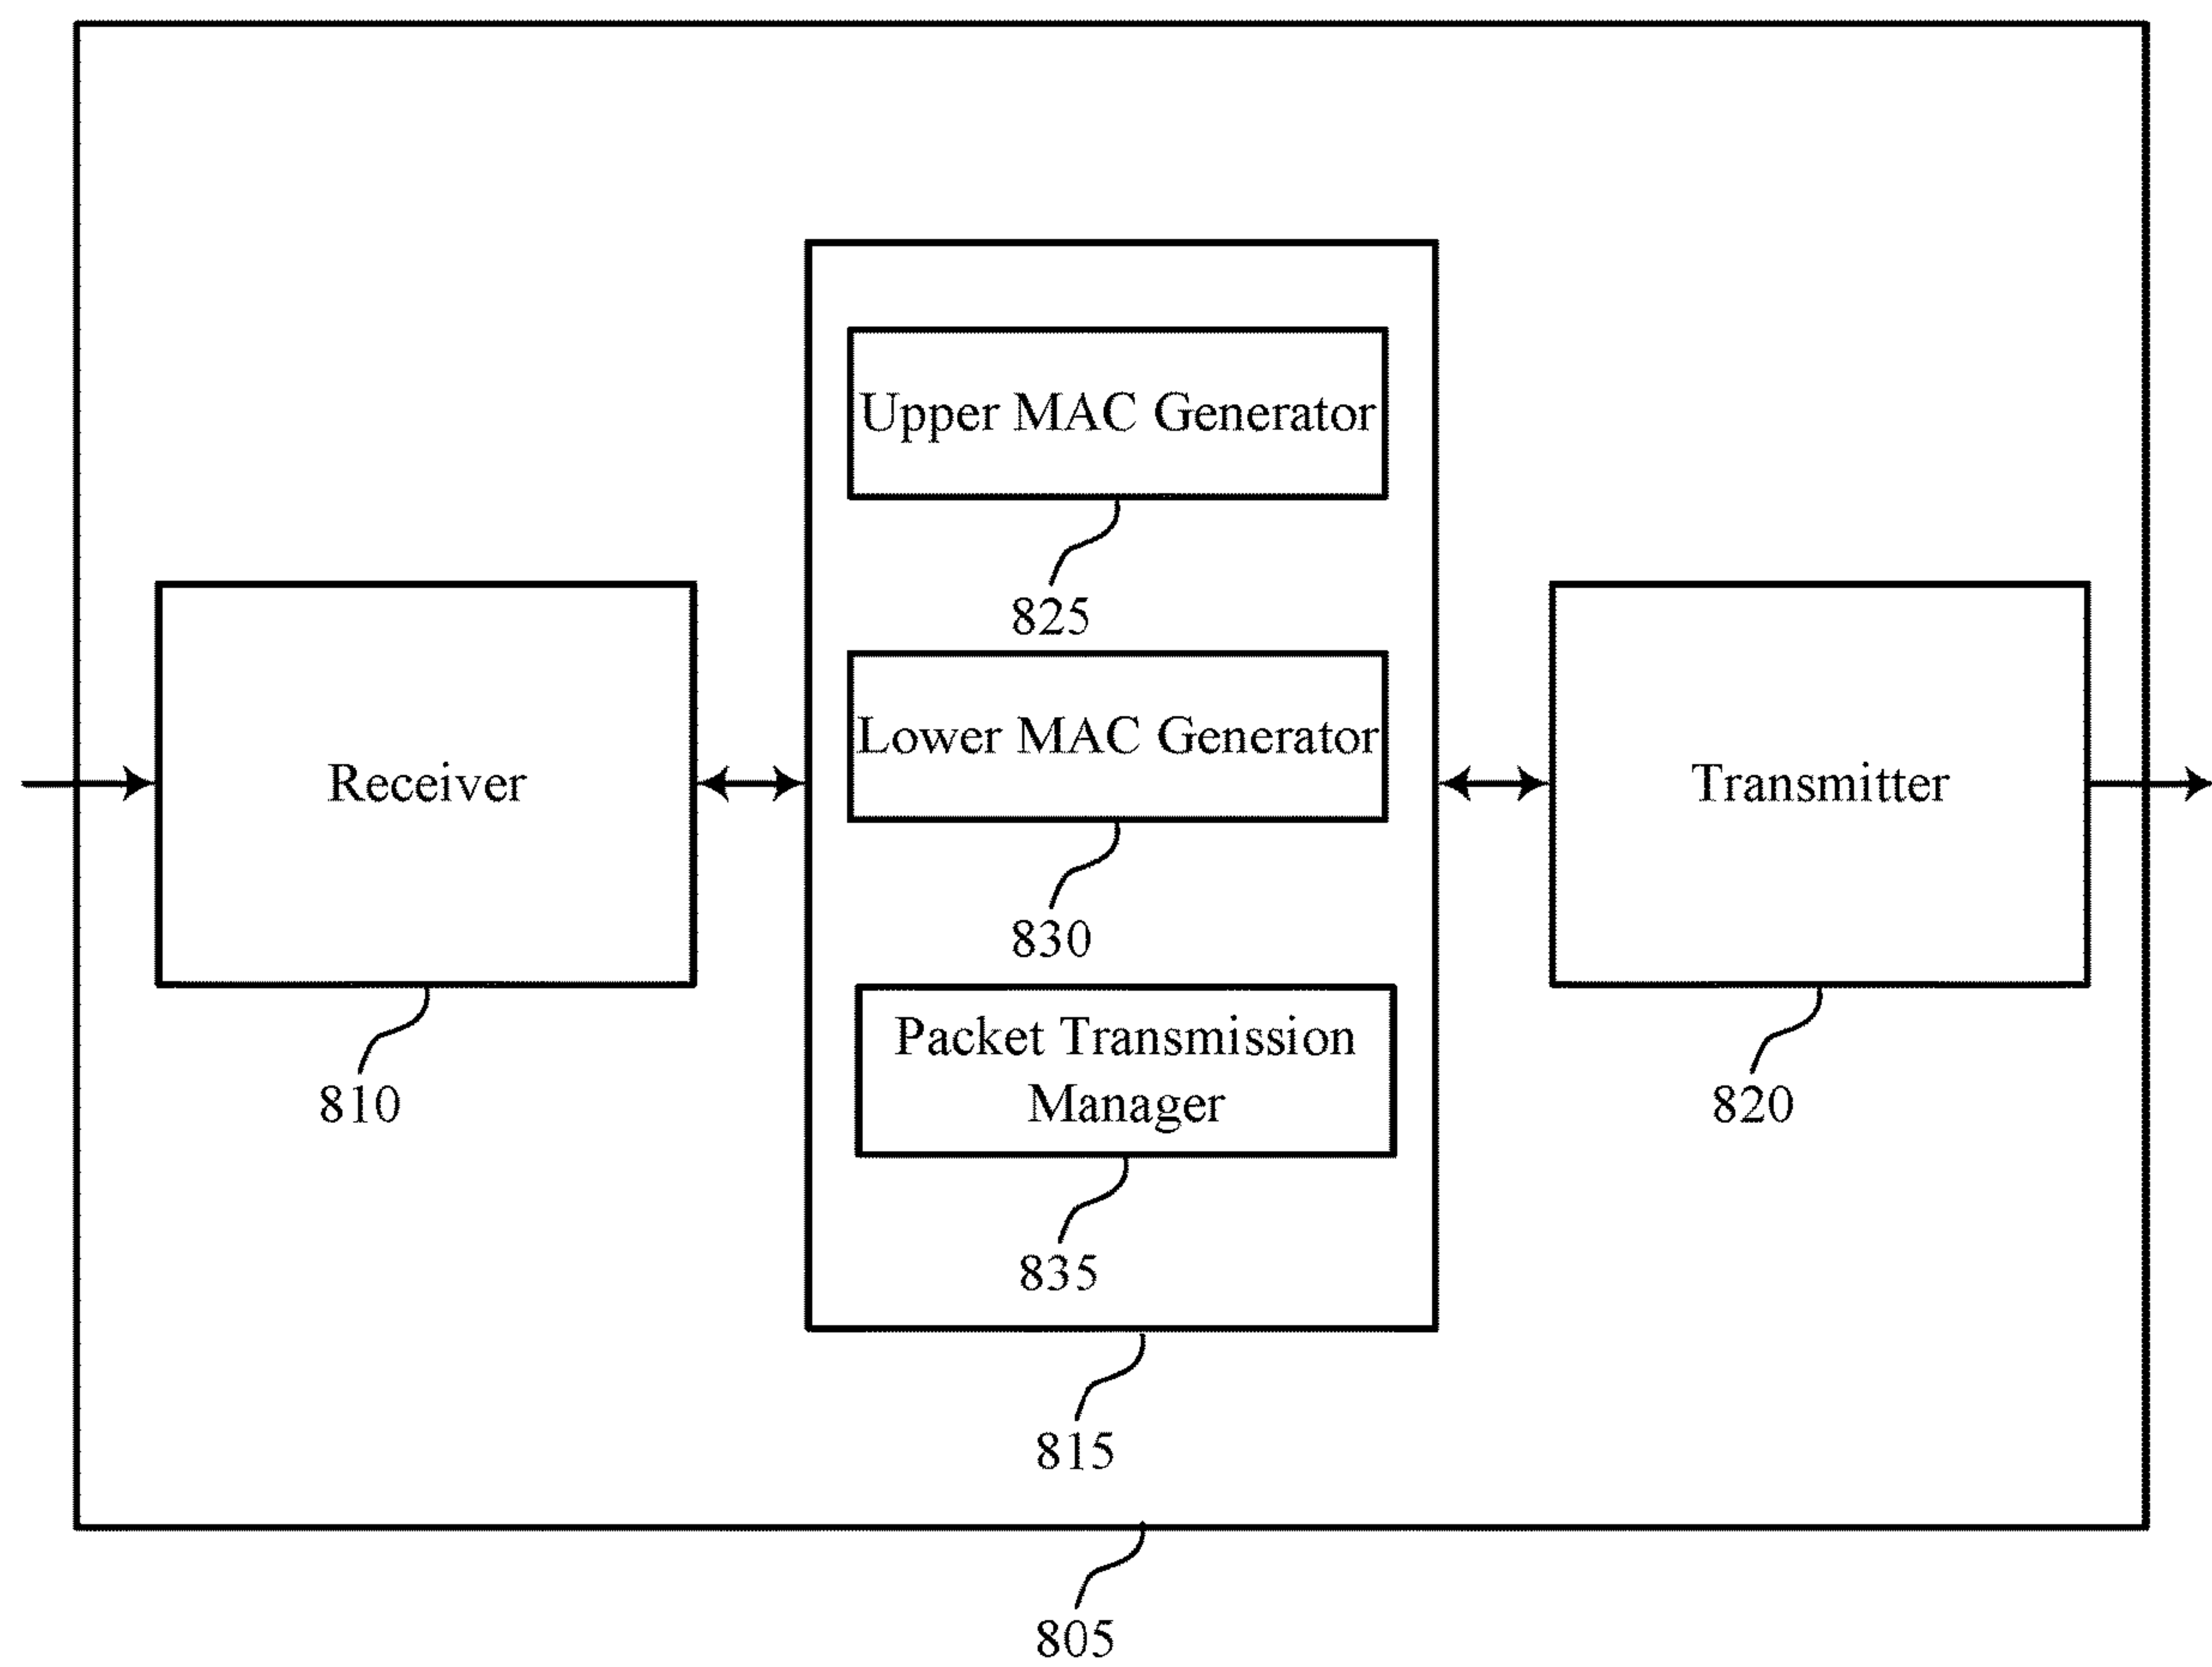 Upper MAC Generator
825
Lower MAC Generator
830
Packet Transmission
Manager
835
Receiver
810
Transmitter
820
815
805